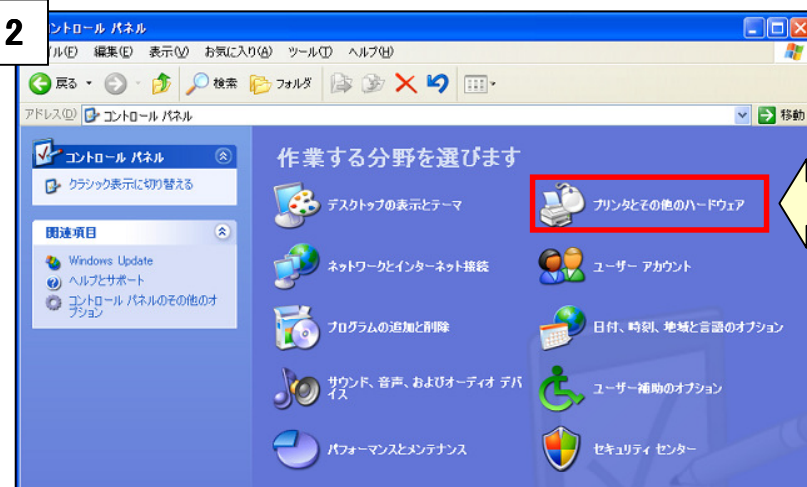 2
コントロール パネル
イル(F) 編集(E) 表示(V) お気に入り(A) ツール(T) ヘルプ(H)
戻る 検索 フォルダ
アドレス(D) コントロール パネル 移動
コントロール パネル
クラシック表示に切り替える
関連項目
Windows Update
ヘルプとサポート
コントロール パネルのその他のオ
プション
作業する分野を選びます
デスクトップの表示とテーマ
プリンタとその他のハードウェア
ネットワークとインターネット接続
ユーザー アカウント
プログラムの追加と削除
日付、時刻、地域と言語のオプション
サウンド、音声、およびオーディオ デバ
イス
ユーザー補助のオプション
パフォーマンスとメンテナンス
セキュリティ センター